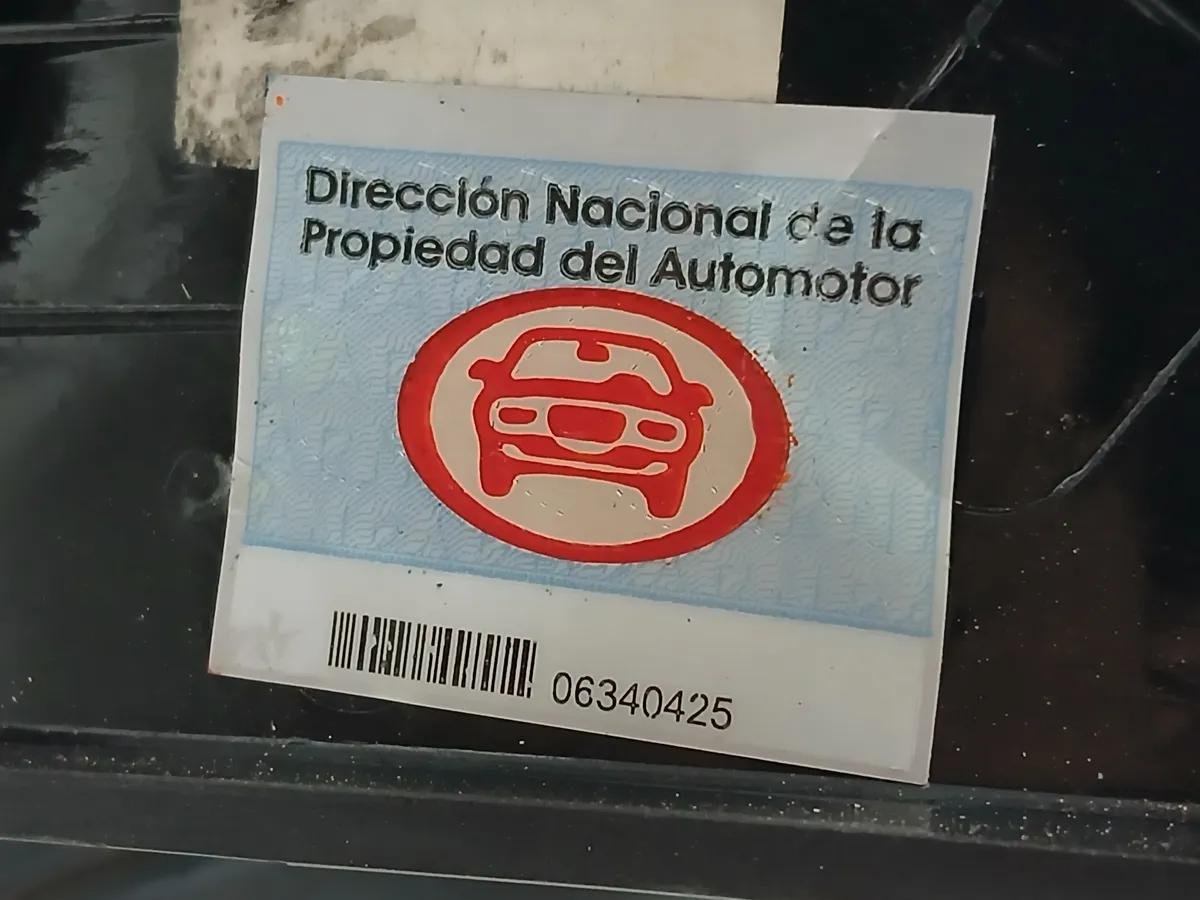 Dirección Nacional de la
Propiedad del Automotor
06340425